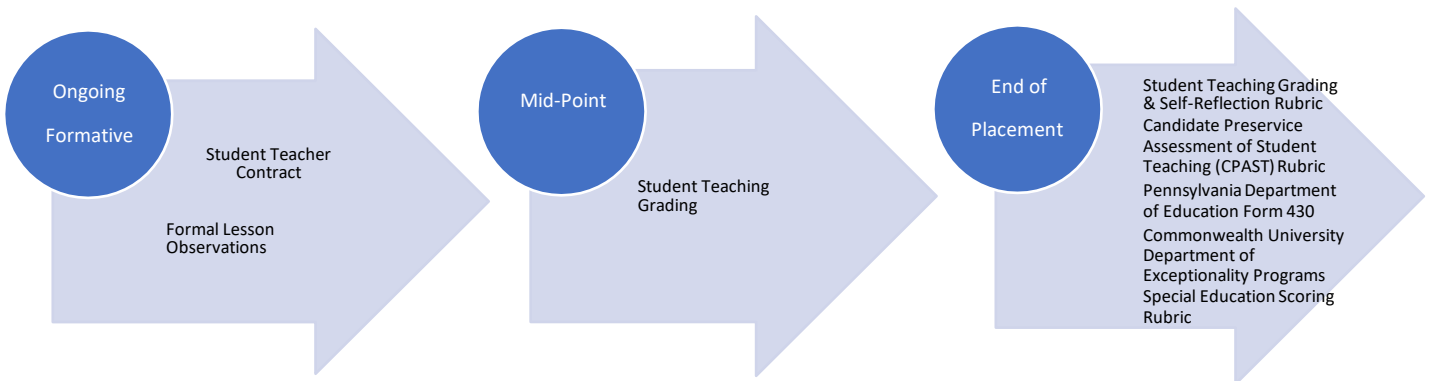 Ongoing
Formative
Student Teacher
Contract
Formal Lesson
Observations
Mid-Point
Student Teaching
Grading
End of
Placement
Student Teaching Grading
& Self-Reflection Rubric
Candidate Preservice
Assessment of Student
Teaching (CPAST) Rubric
Pennsylvania Department
of Education Form 430
Commonwealth University
Department of
Exceptionality Programs
Special Education Scoring
Rubric